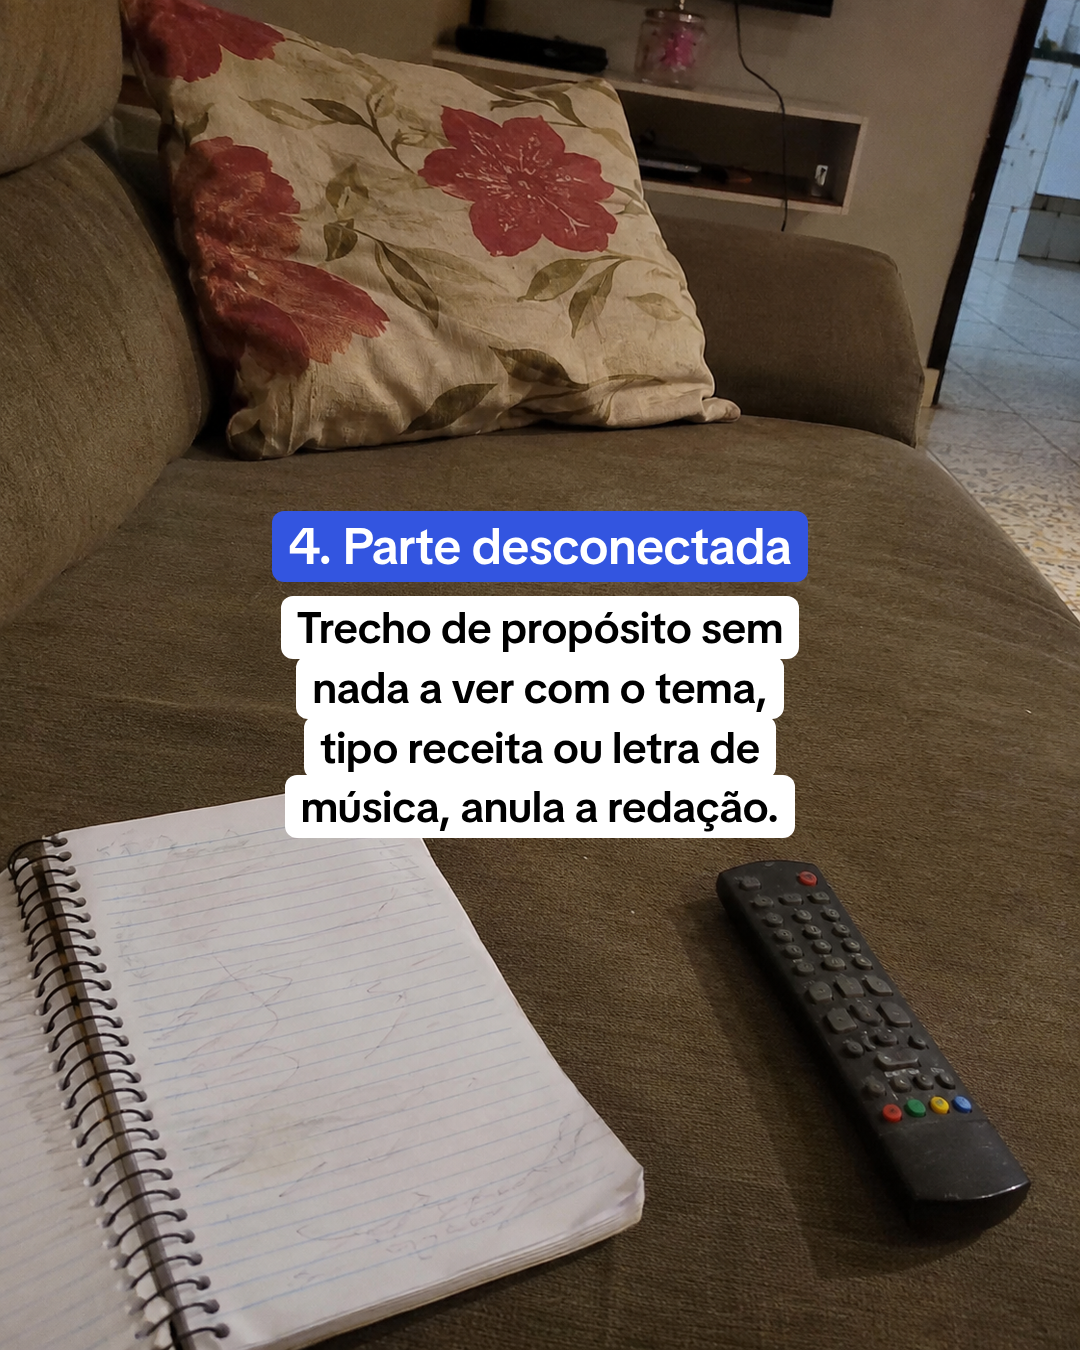 4. Parte desconectada
Trecho de propósito sem
nada a ver com o tema,
tipo receita ou letra de
música, anula a redação.